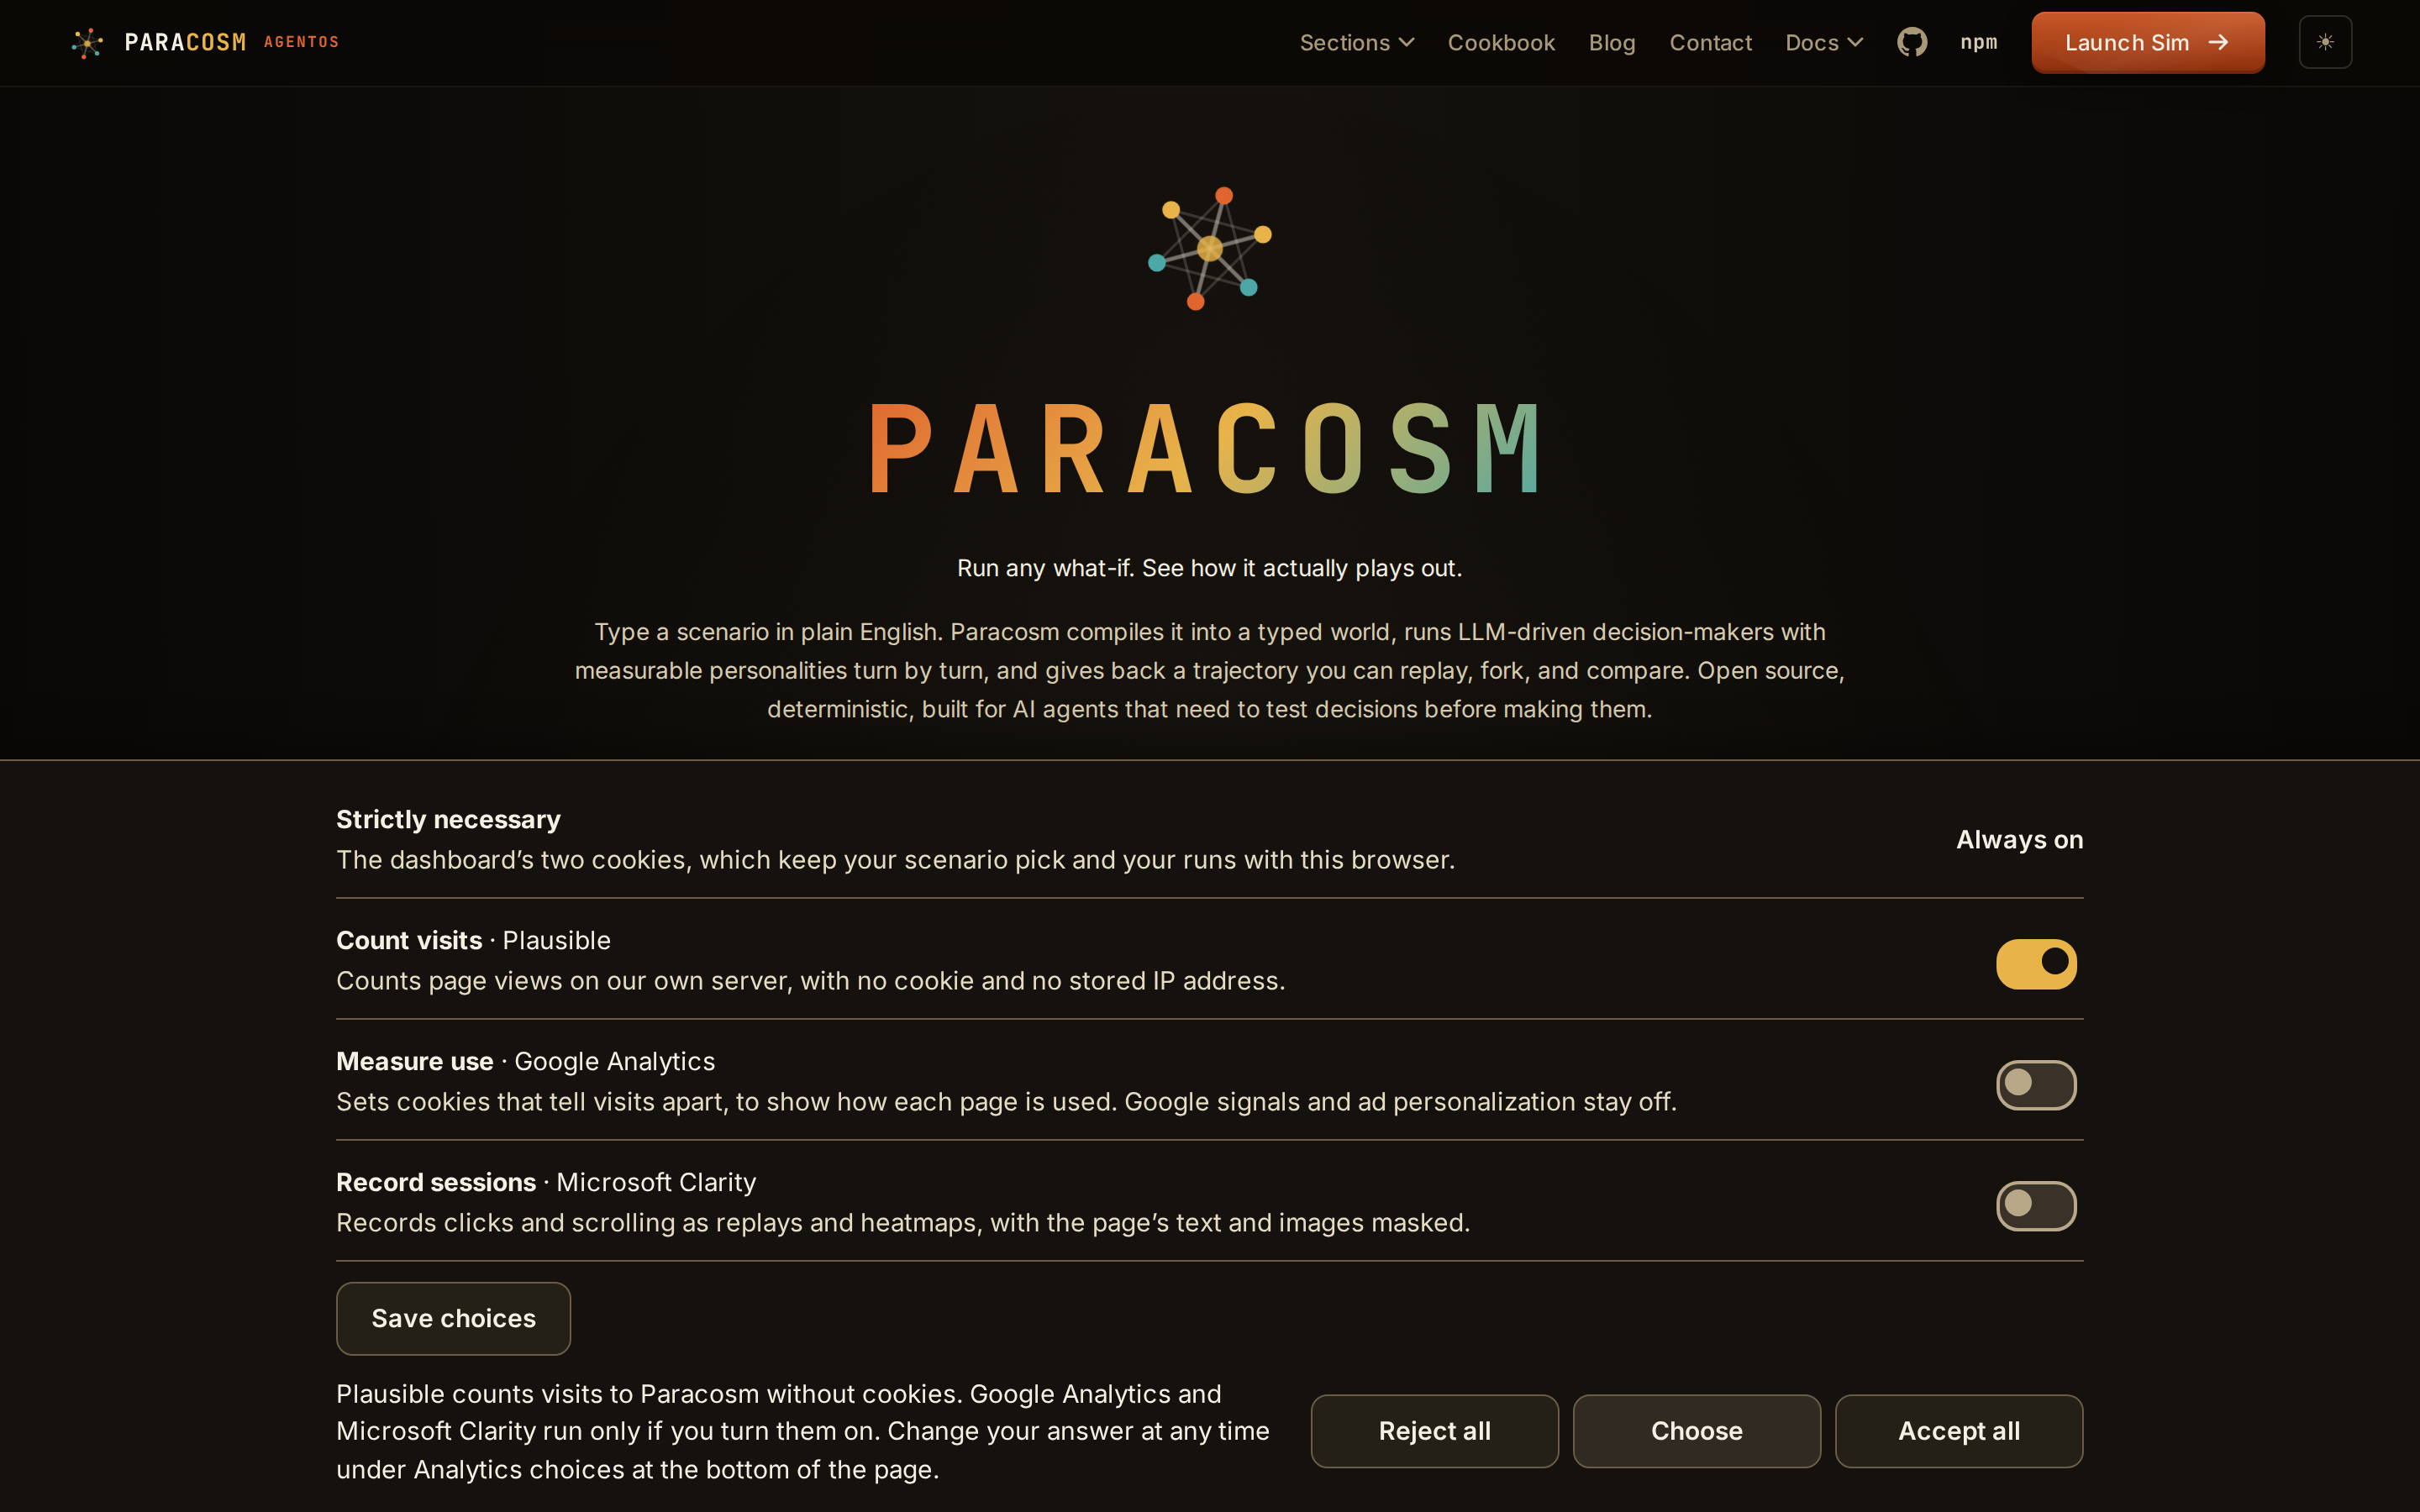 PARACOSM AGENTOS
Sections Cookbook Blog Contact Docs npm Launch Sim →
PARACOSM
Run any what-if. See how it actually plays out.
Type a scenario in plain English. Paracosm compiles it into a typed world, runs LLM-driven decision-makers with
measurable personalities turn by turn, and gives back a trajectory you can replay, fork, and compare. Open source,
deterministic, built for AI agents that need to test decisions before making them.
Strictly necessary
The dashboard’s two cookies, which keep your scenario pick and your runs with this browser.
Always on
Count visits · Plausible
Counts page views on our own server, with no cookie and no stored IP address.
Measure use · Google Analytics
Sets cookies that tell visits apart, to show how each page is used. Google signals and ad personalization stay off.
Record sessions · Microsoft Clarity
Records clicks and scrolling as replays and heatmaps, with the page’s text and images masked.
Save choices
Plausible counts visits to Paracosm without cookies. Google Analytics and
Microsoft Clarity run only if you turn them on. Change your answer at any time
under Analytics choices at the bottom of the page.
Reject all
Choose
Accept all